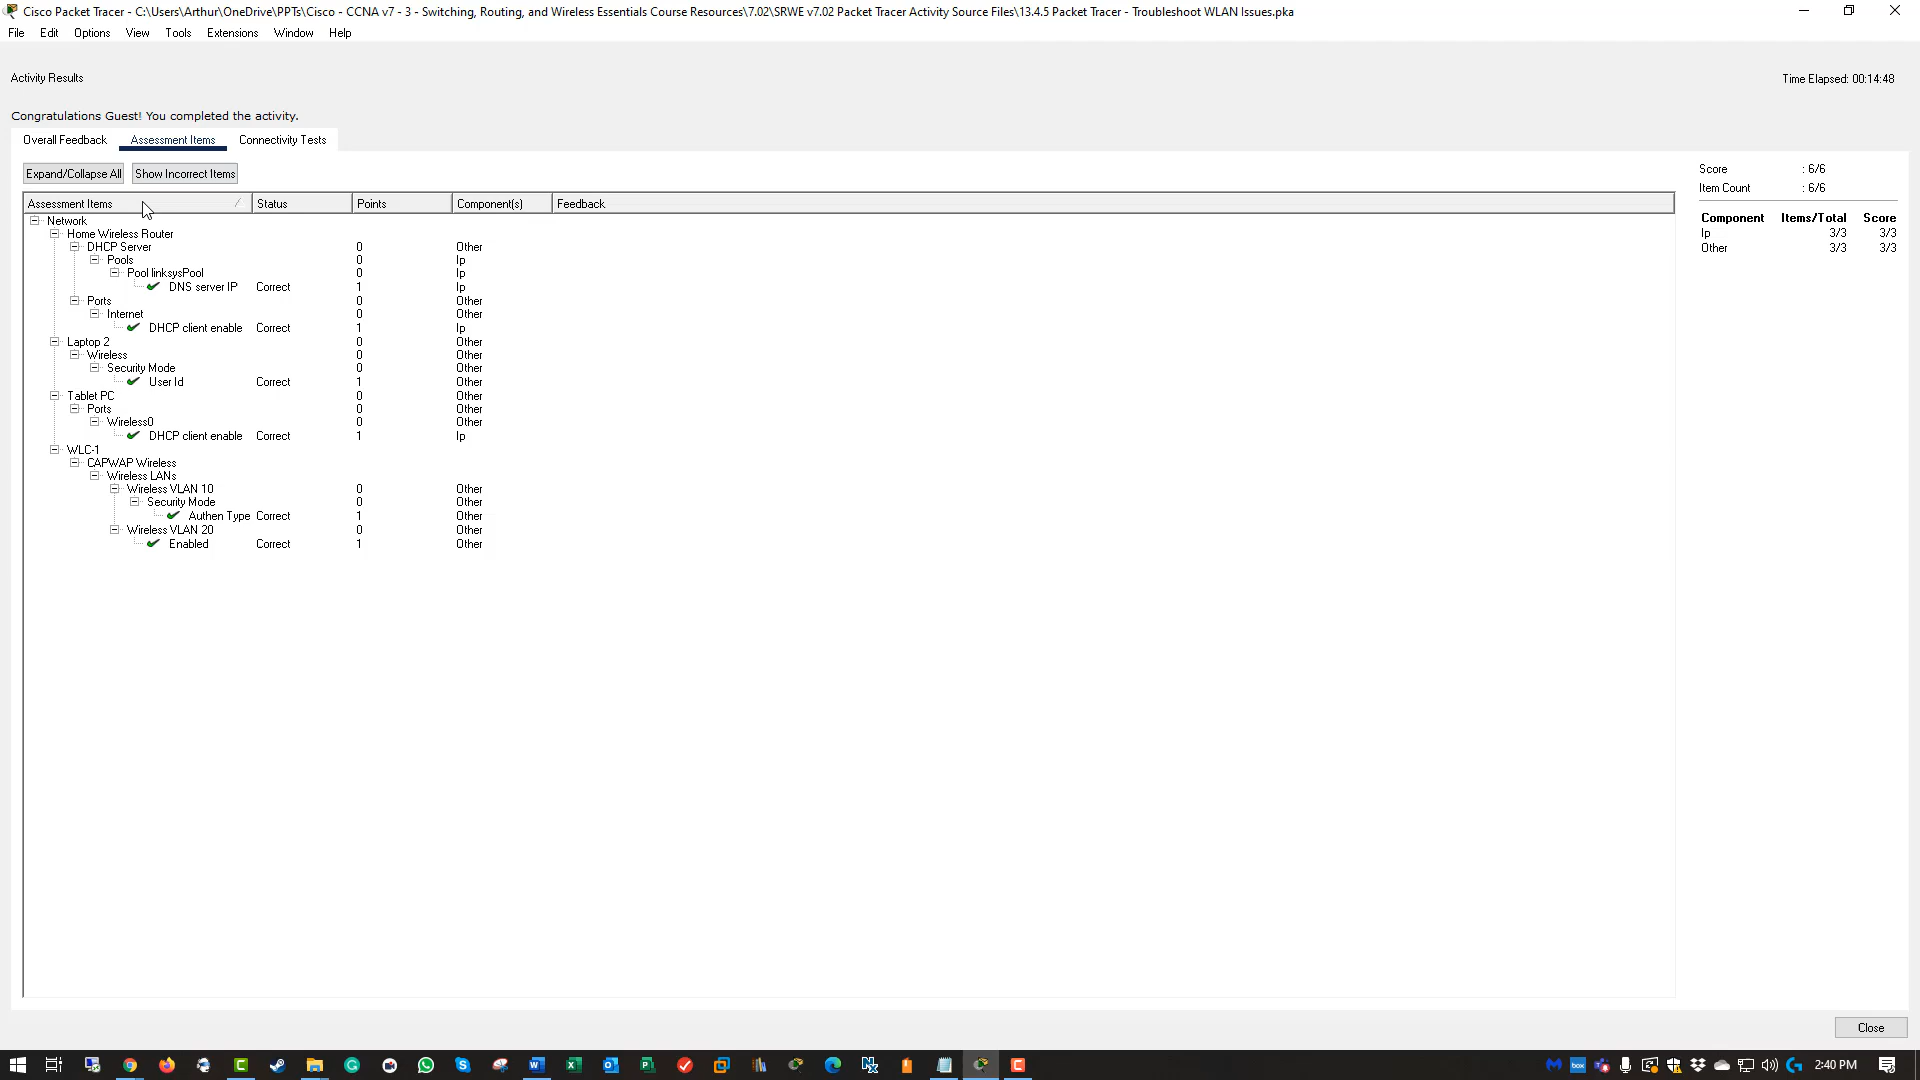 Cisco Packet Tracer - C:\Users\Arthur\OneDrive\PPTs\Cisco - CCNA v7 - 3 - Switching, Routing, and Wireless Essentials Course Resources\7.02\SRWE v7.02 Packet Tracer Activity Source Files\13.4.5 Packet Tracer - Troubleshoot WLAN Issues.pka
File Edit Options View Tools Extensions Window Help
Activity Results Time Elapsed: 00:14:48
Congratulations Guest! You completed the activity.
Overall Feedback Assessment Items Connectivity Tests
Expand/Collapse All Show Incorrect Items
Score : 6/6
Item Count : 6/6
Component Items/Total Score
Ip 3/3 3/3
Other 3/3 3/3
Assessment Items Status Points Component(s) Feedback
Network
Home Wireless Router
DHCP Server 0 Other
Pools 0 Ip
Pool linksysPool 0 Ip
DNS server IP Correct 1 Ip
Ports 0 Other
Internet 0 Other
DHCP client enable Correct 1 Ip
Laptop 2 0 Other
Wireless 0 Other
Security Mode 0 Other
User Id Correct 1 Other
Tablet PC 0 Other
Ports 0 Other
Wireless0 0 Other
DHCP client enable Correct 1 Ip
WLC-1
CAPWAP Wireless
Wireless LANs
Wireless VLAN 10 0 Other
Security Mode 0 Other
Authen Type Correct 1 Other
Wireless VLAN 20 0 Other
Enabled Correct 1 Other
Close
2:40 PM